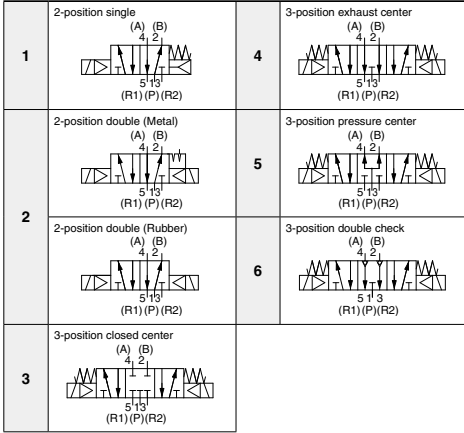 1
2-position single
(A) (B)
4 2
5 1 3
(R1) (P) (R2)
2
2-position double (Metal)
(A) (B)
4 2
5 1 3
(R1) (P) (R2)
2-position double (Rubber)
(A) (B)
4 2
5 1 3
(R1) (P) (R2)
3
3-position closed center
(A) (B)
4 2
5 1 3
(R1) (P) (R2)
4
3-position exhaust center
(A) (B)
4 2
5 1 3
(R1) (P) (R2)
5
3-position pressure center
(A) (B)
4 2
5 1 3
(R1) (P) (R2)
6
3-position double check
(A) (B)
4 2
5 1 3
(R1) (P) (R2)